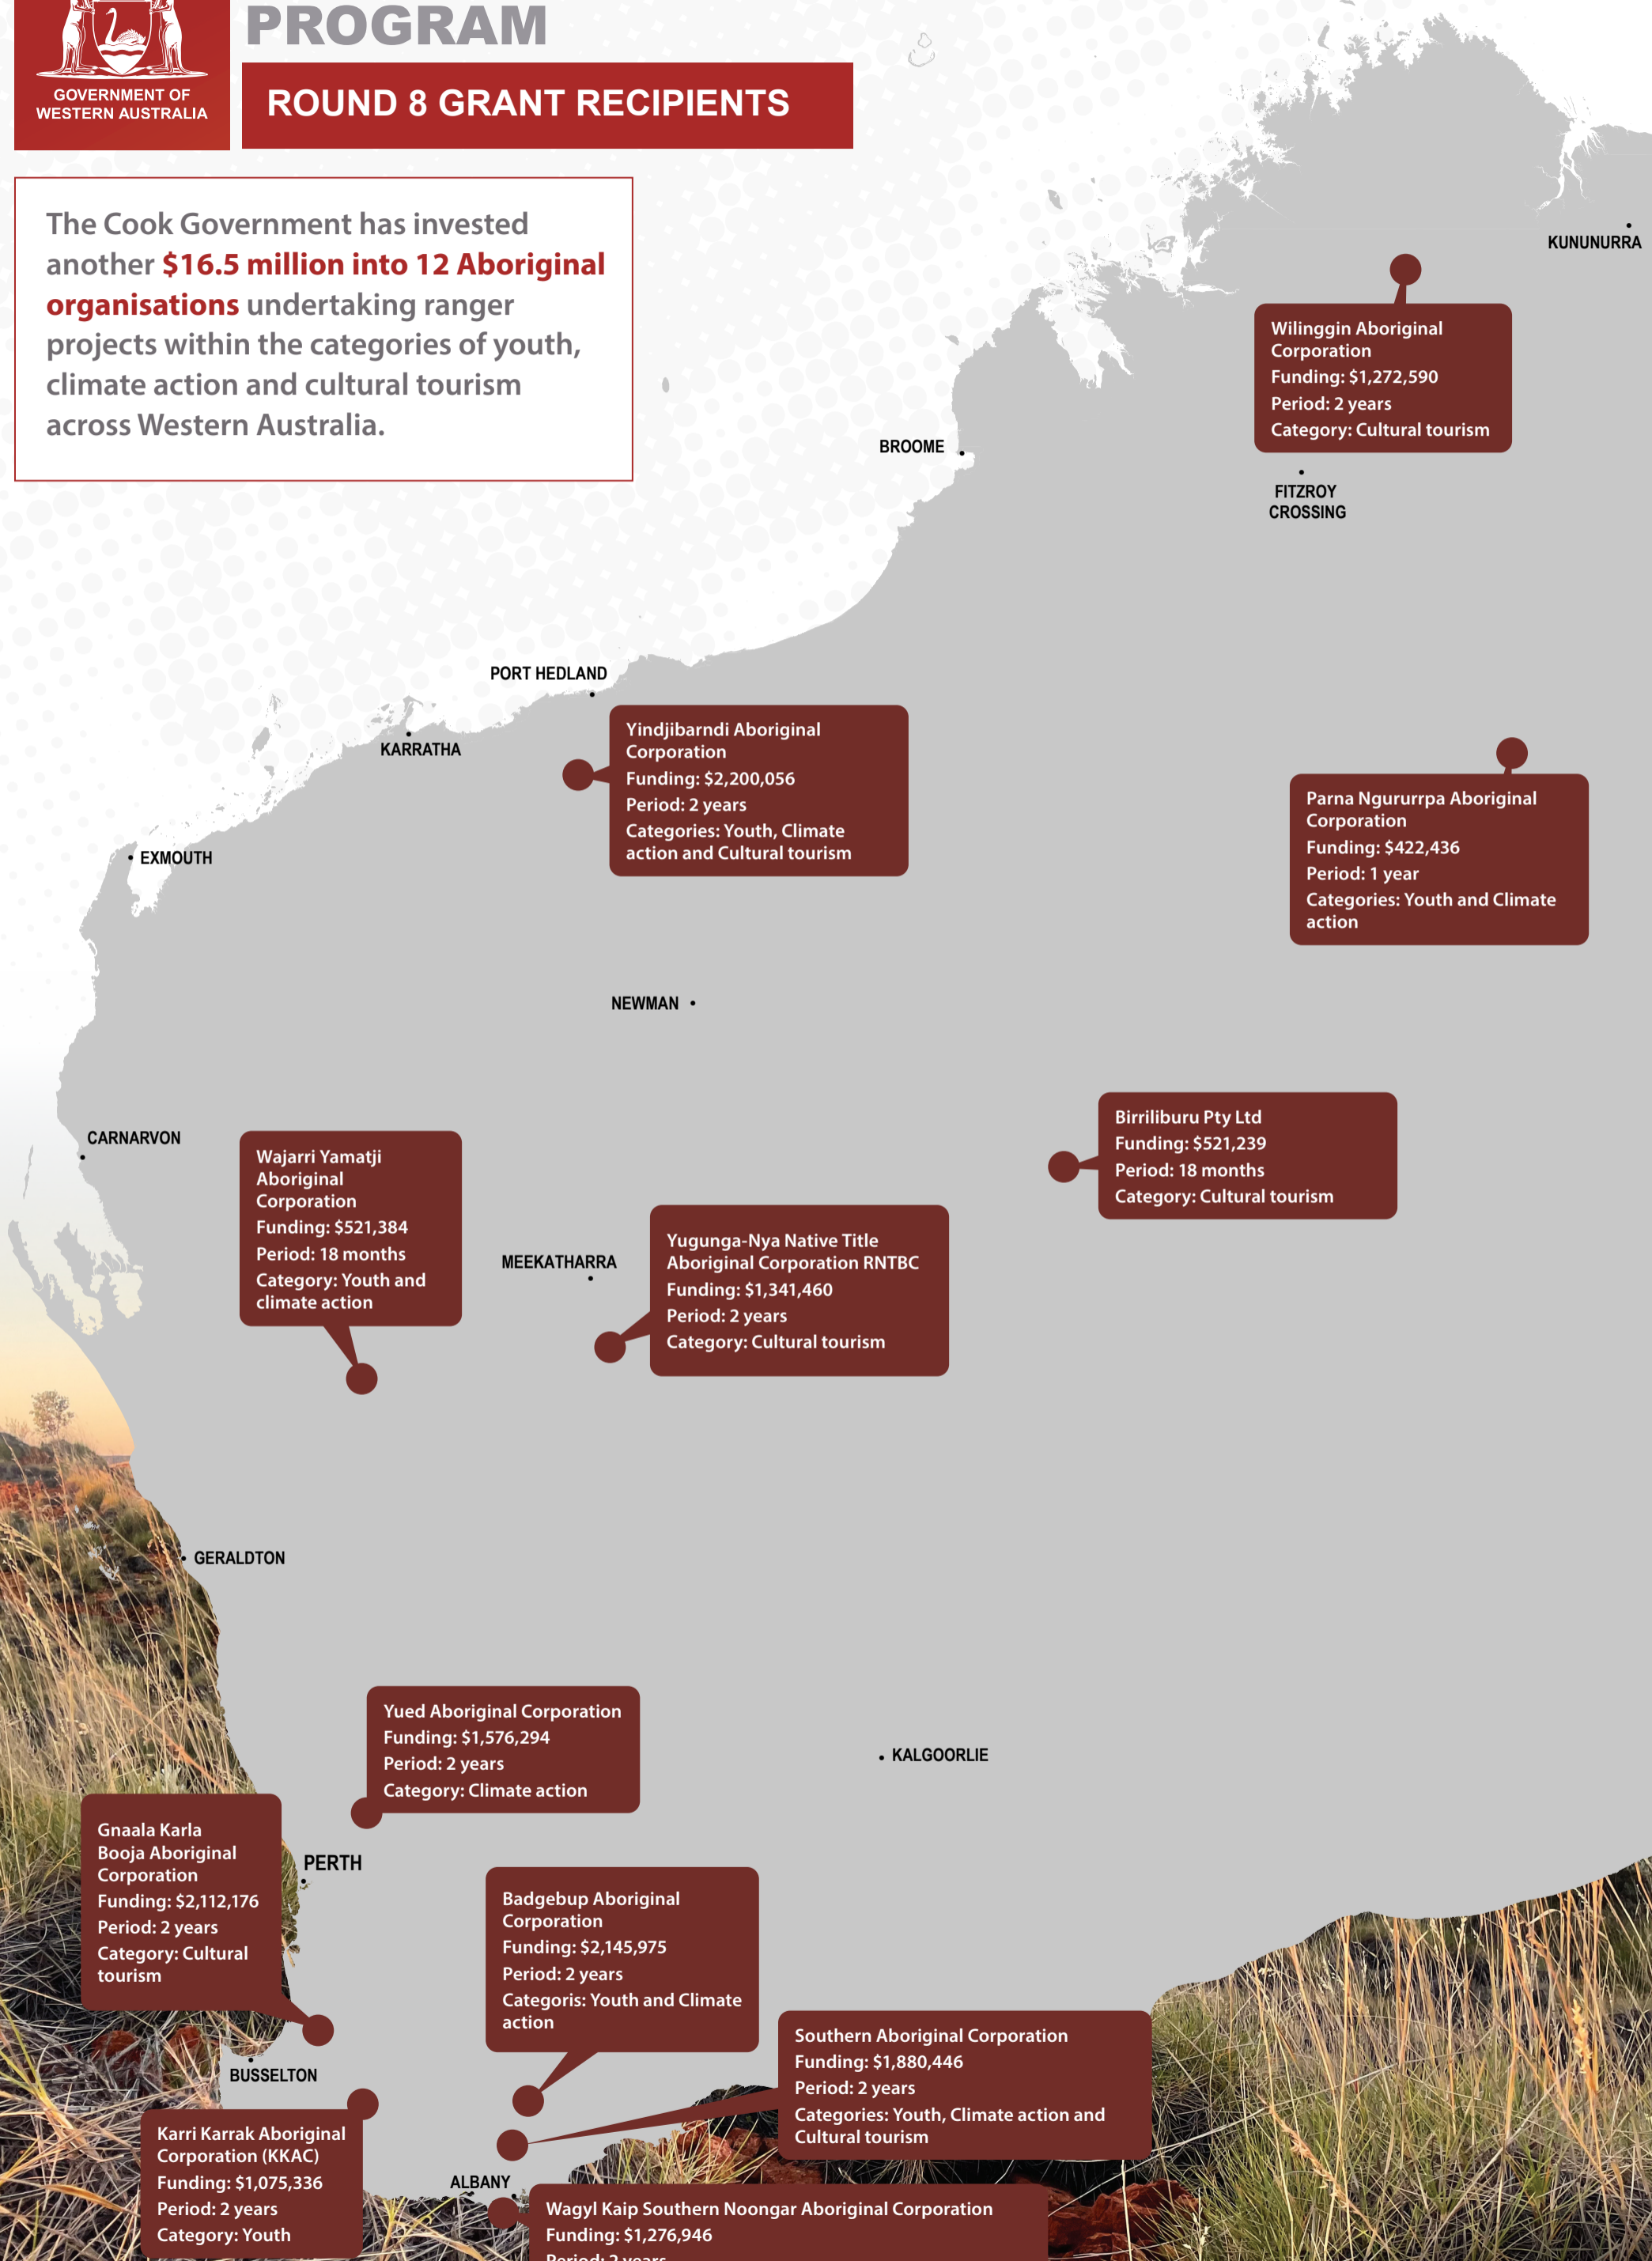 PROGRAM
GOVERNMENT OF
WESTERN AUSTRALIA
ROUND 8 GRANT RECIPIENTS
The Cook Government has invested
another $16.5 million into 12 Aboriginal
organisations undertaking ranger
projects within the categories of youth,
climate action and cultural tourism
across Western Australia.
KUNUNURRA
Wilinggin Aboriginal
Corporation
Funding: $1,272,590
Period: 2 years
Category: Cultural tourism
BROOME
FITZROY
CROSSING
PORT HEDLAND
KARRATHA
Yindjibarndi Aboriginal
Corporation
Funding: $2,200,056
Period: 2 years
Categories: Youth, Climate
action and Cultural tourism
Parna Ngururrpa Aboriginal
Corporation
Funding: $422,436
Period: 1 year
Categories: Youth and Climate
action
EXMOUTH
NEWMAN
CARNARVON
Birriliburu Pty Ltd
Funding: $521,239
Period: 18 months
Category: Cultural tourism
Wajarri Yamatji
Aboriginal
Corporation
Funding: $521,384
Period: 18 months
Category: Youth and
climate action
MEEKATHARRA
Yugunga-Nya Native Title
Aboriginal Corporation RNTBC
Funding: $1,341,460
Period: 2 years
Category: Cultural tourism
GERALDTON
Yued Aboriginal Corporation
Funding: $1,576,294
Period: 2 years
Category: Climate action
KALGOORLIE
Gnaala Karla
Booja Aboriginal
Corporation
Funding: $2,112,176
Period: 2 years
Category: Cultural
tourism
PERTH
Badgebup Aboriginal
Corporation
Funding: $2,145,975
Period: 2 years
Categoris: Youth and Climate
action
Southern Aboriginal Corporation
Funding: $1,880,446
Period: 2 years
Categories: Youth, Climate action and
Cultural tourism
BUSSELTON
Karri Karrak Aboriginal
Corporation (KKAC)
Funding: $1,075,336
Period: 2 years
Category: Youth
ALBANY
Wagyl Kaip Southern Noongar Aboriginal Corporation
Funding: $1,276,946
Period: 2 years